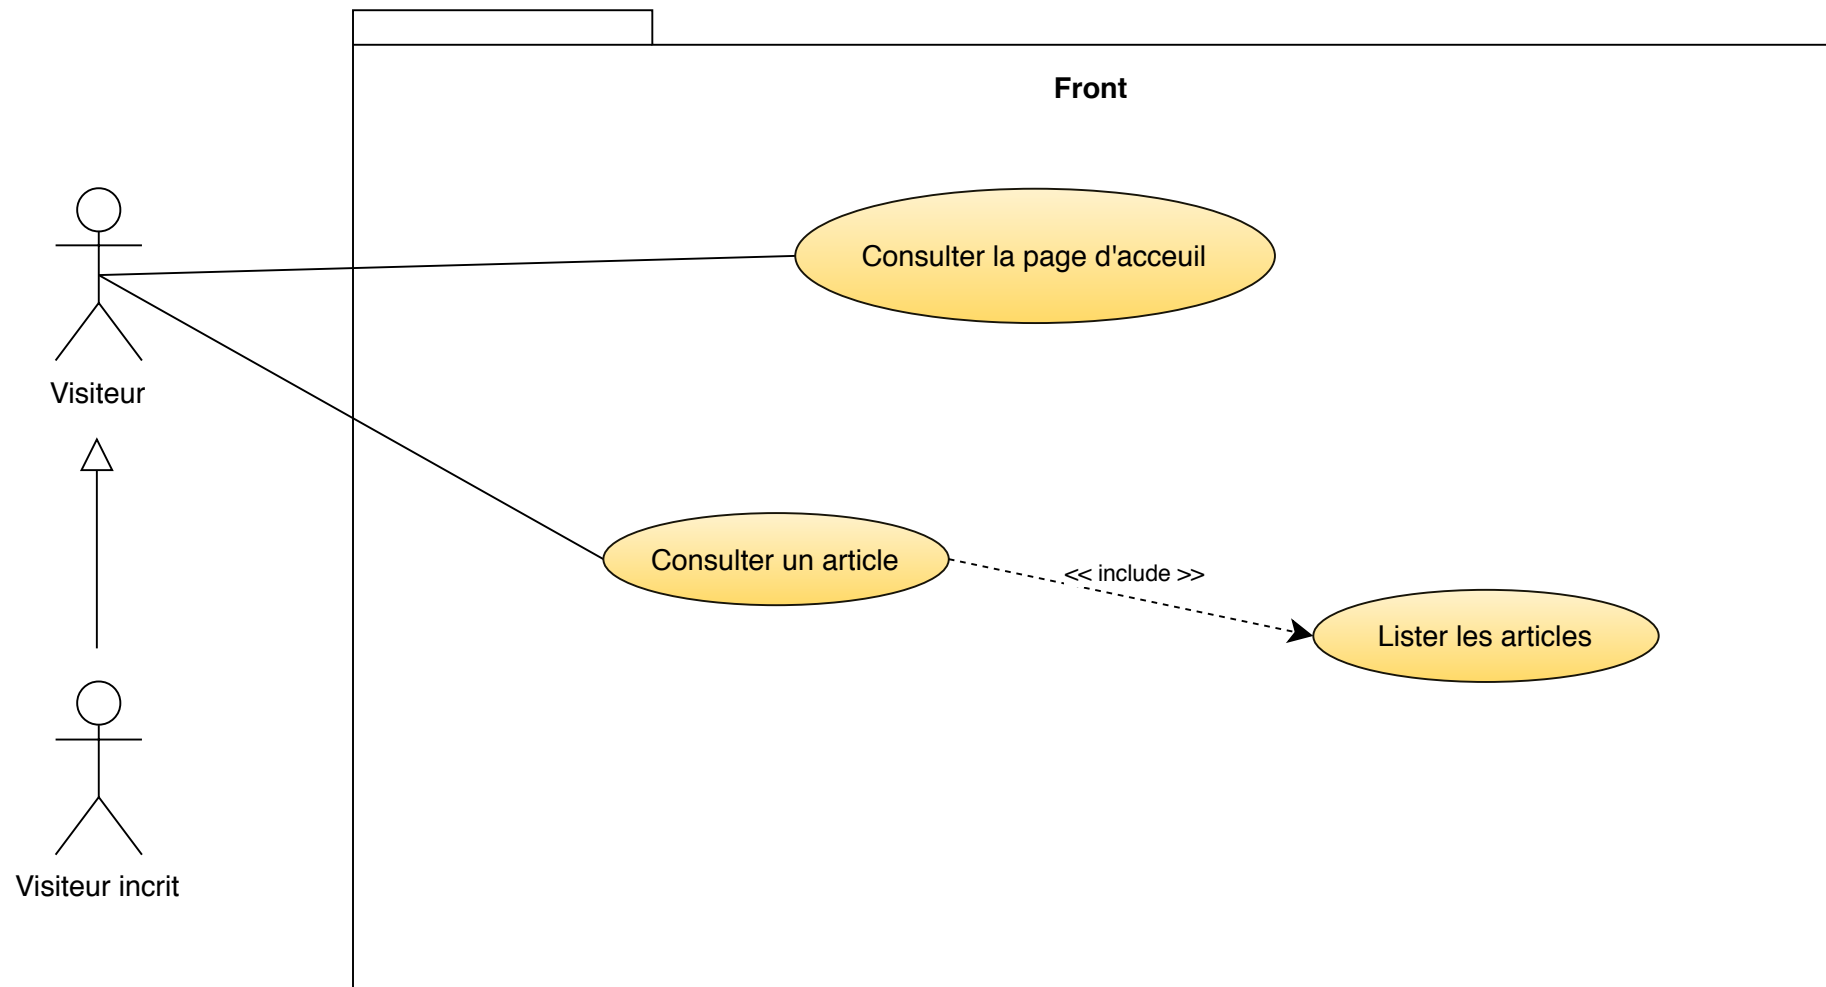 Front
Consulter la page d'acceuil
Visiteur
Consulter un article
<< include >>
Lister les articles
Visiteur incrit